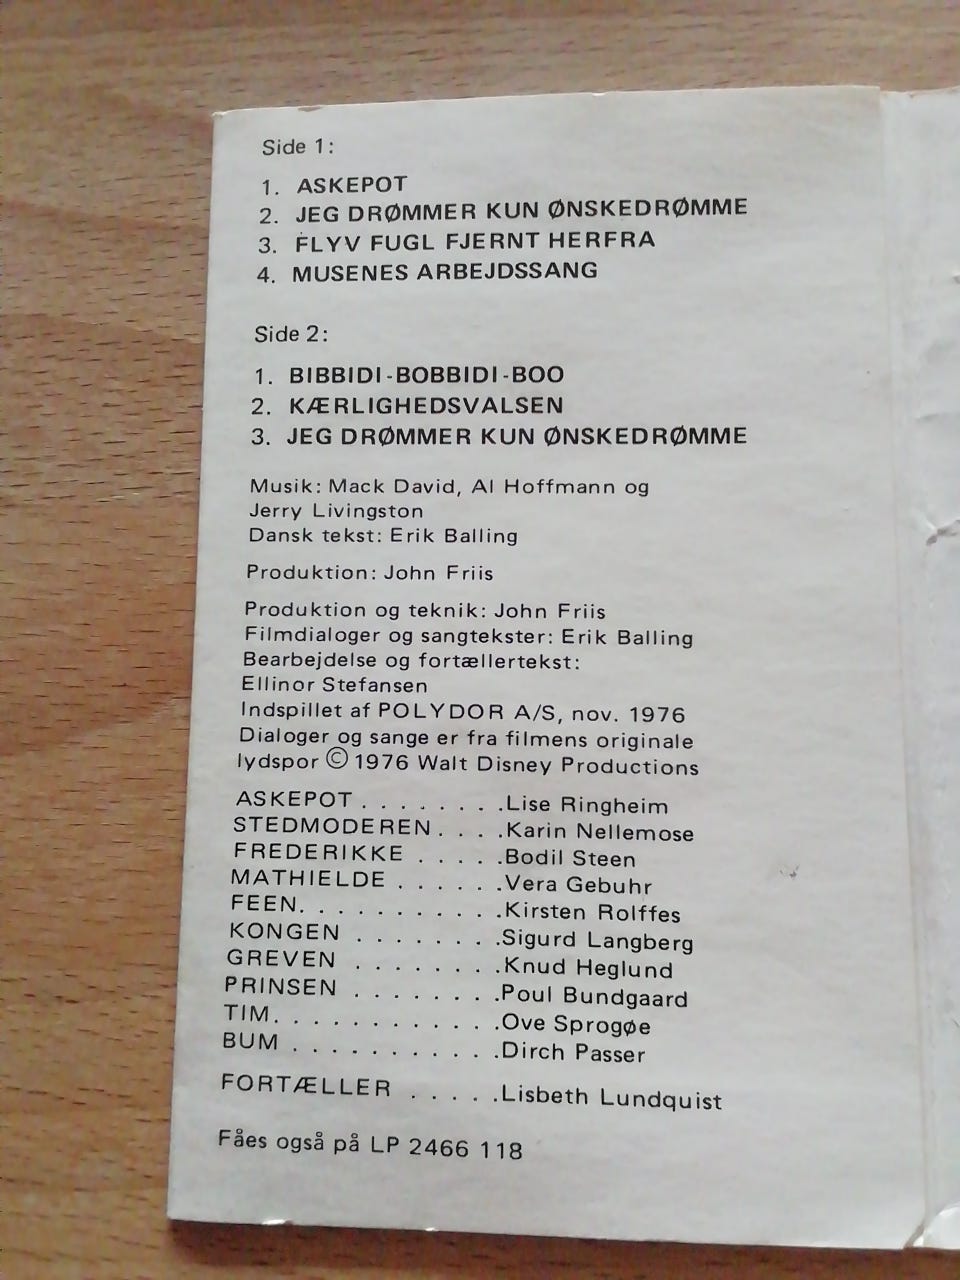 Side 1:
1. ASKEPOT
2. JEG DRØMMER KUN ØNSKEDRØMME
3. FLYV FUGL FJERNT HERFRA
4. MUSENES ARBEJDSSANG
Side 2:
1. BIBBIDI-BOBBIDI-BOO
2. KÆRLIGHEDSVALSEN
3. JEG DRØMMER KUN ØNSKEDRØMME
Musik: Mack David, Al Hoffmann og
Jerry Livingston
Dansk tekst: Erik Balling
Produktion: John Friis
Produktion og teknik: John Friis
Filmdialoger og sangtekster: Erik Balling
Bearbejdelse og fortællertekst:
Ellinor Stefansen
Indspillet af POLYDOR A/S, nov. 1976
Dialoger og sange er fra filmens originale
lydspor © 1976 Walt Disney Productions
ASKEPOT . . . . . . . .Lise Ringheim
STEDMODEREN. . . .Karin Nellemose
FREDERIKKE . . . . .Bodil Steen
MATHIELDE . . . . . .Vera Gebuhr
FEEN. . . . . . . . . . .Kirsten Rolffes
KONGEN . . . . . . . .Sigurd Langberg
GREVEN . . . . . . . .Knud Heglund
PRINSEN . . . . . . . .Poul Bundgaard
TIM. . . . . . . . . . . .Ove Sprogøe
BUM . . . . . . . . . . .Dirch Passer
FORTÆLLER . . . . .Lisbeth Lundquist
Fåes også på LP 2466 118